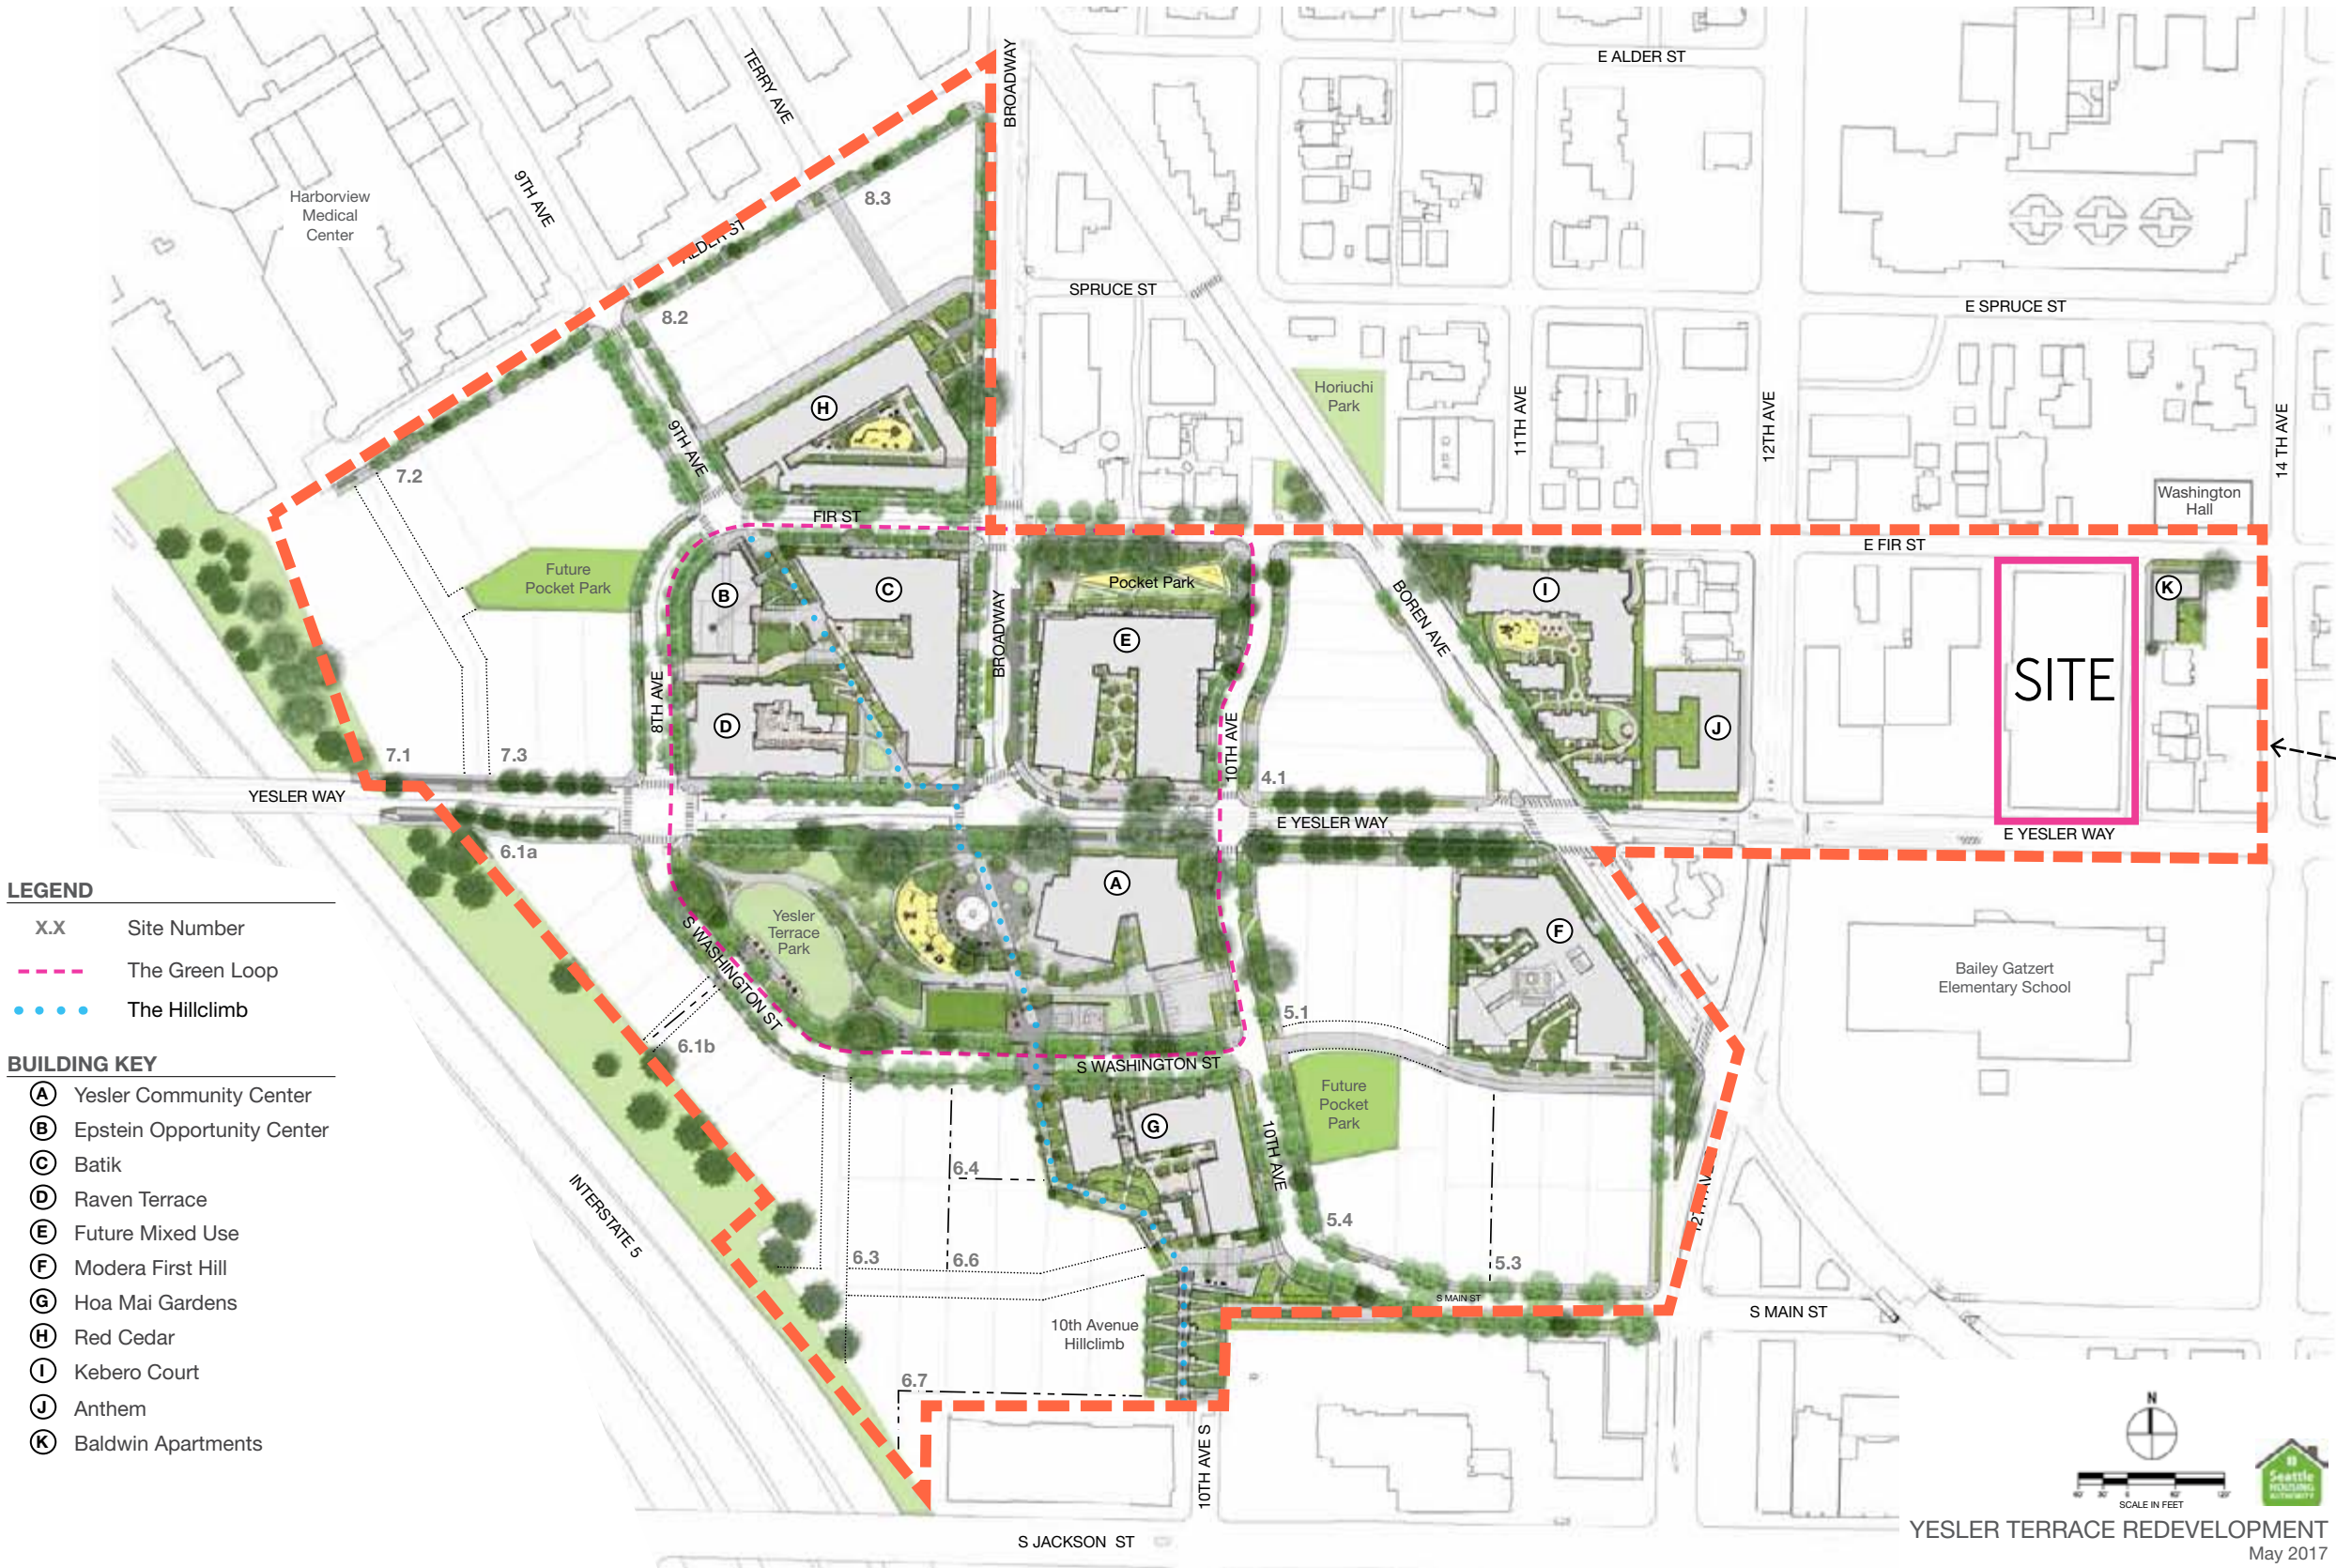 E ALDER ST
BROADWAY
TERRY AVE
9TH AVE
Harborview
Medical
Center
8.3
ALDER ST
SPRUCE ST
E SPRUCE ST
8.2
Horiuchi
Park
11TH AVE
12TH AVE
14 TH AVE
H
9TH AVE
7.2
Washington
Hall
FIR ST
E FIR ST
Future
Pocket Park
B
C
Pocket Park
I
K
BROADWAY
BOREN AVE
E
SITE
8TH AVE
D
10TH AVE
J
7.1
7.3
4.1
YESLER WAY
E YESLER WAY
E YESLER WAY
6.1a
LEGEND
X.X Site Number
The Green Loop
The Hillclimb
A
Yesler
Terrace
Park
S WASHINGTON ST
F
Bailey Gatzert
Elementary School
5.1
6.1b
S WASHINGTON ST
BUILDING KEY
A Yesler Community Center
B Epstein Opportunity Center
C Batik
D Raven Terrace
E Future Mixed Use
F Modera First Hill
G Hoa Mai Gardens
H Red Cedar
I Kebero Court
J Anthem
K Baldwin Apartments
Future
Pocket
Park
G
10TH AVE
6.4
INTERSTATE 5
5.4
12TH AVE
6.3
6.6
5.3
S MAIN ST
S MAIN ST
10th Avenue
Hillclimb
6.7
10TH AVE S
N
SCALE IN FEET
Seattle
HOUSING
AUTHORITY
S JACKSON ST
YESLER TERRACE REDEVELOPMENT
May 2017